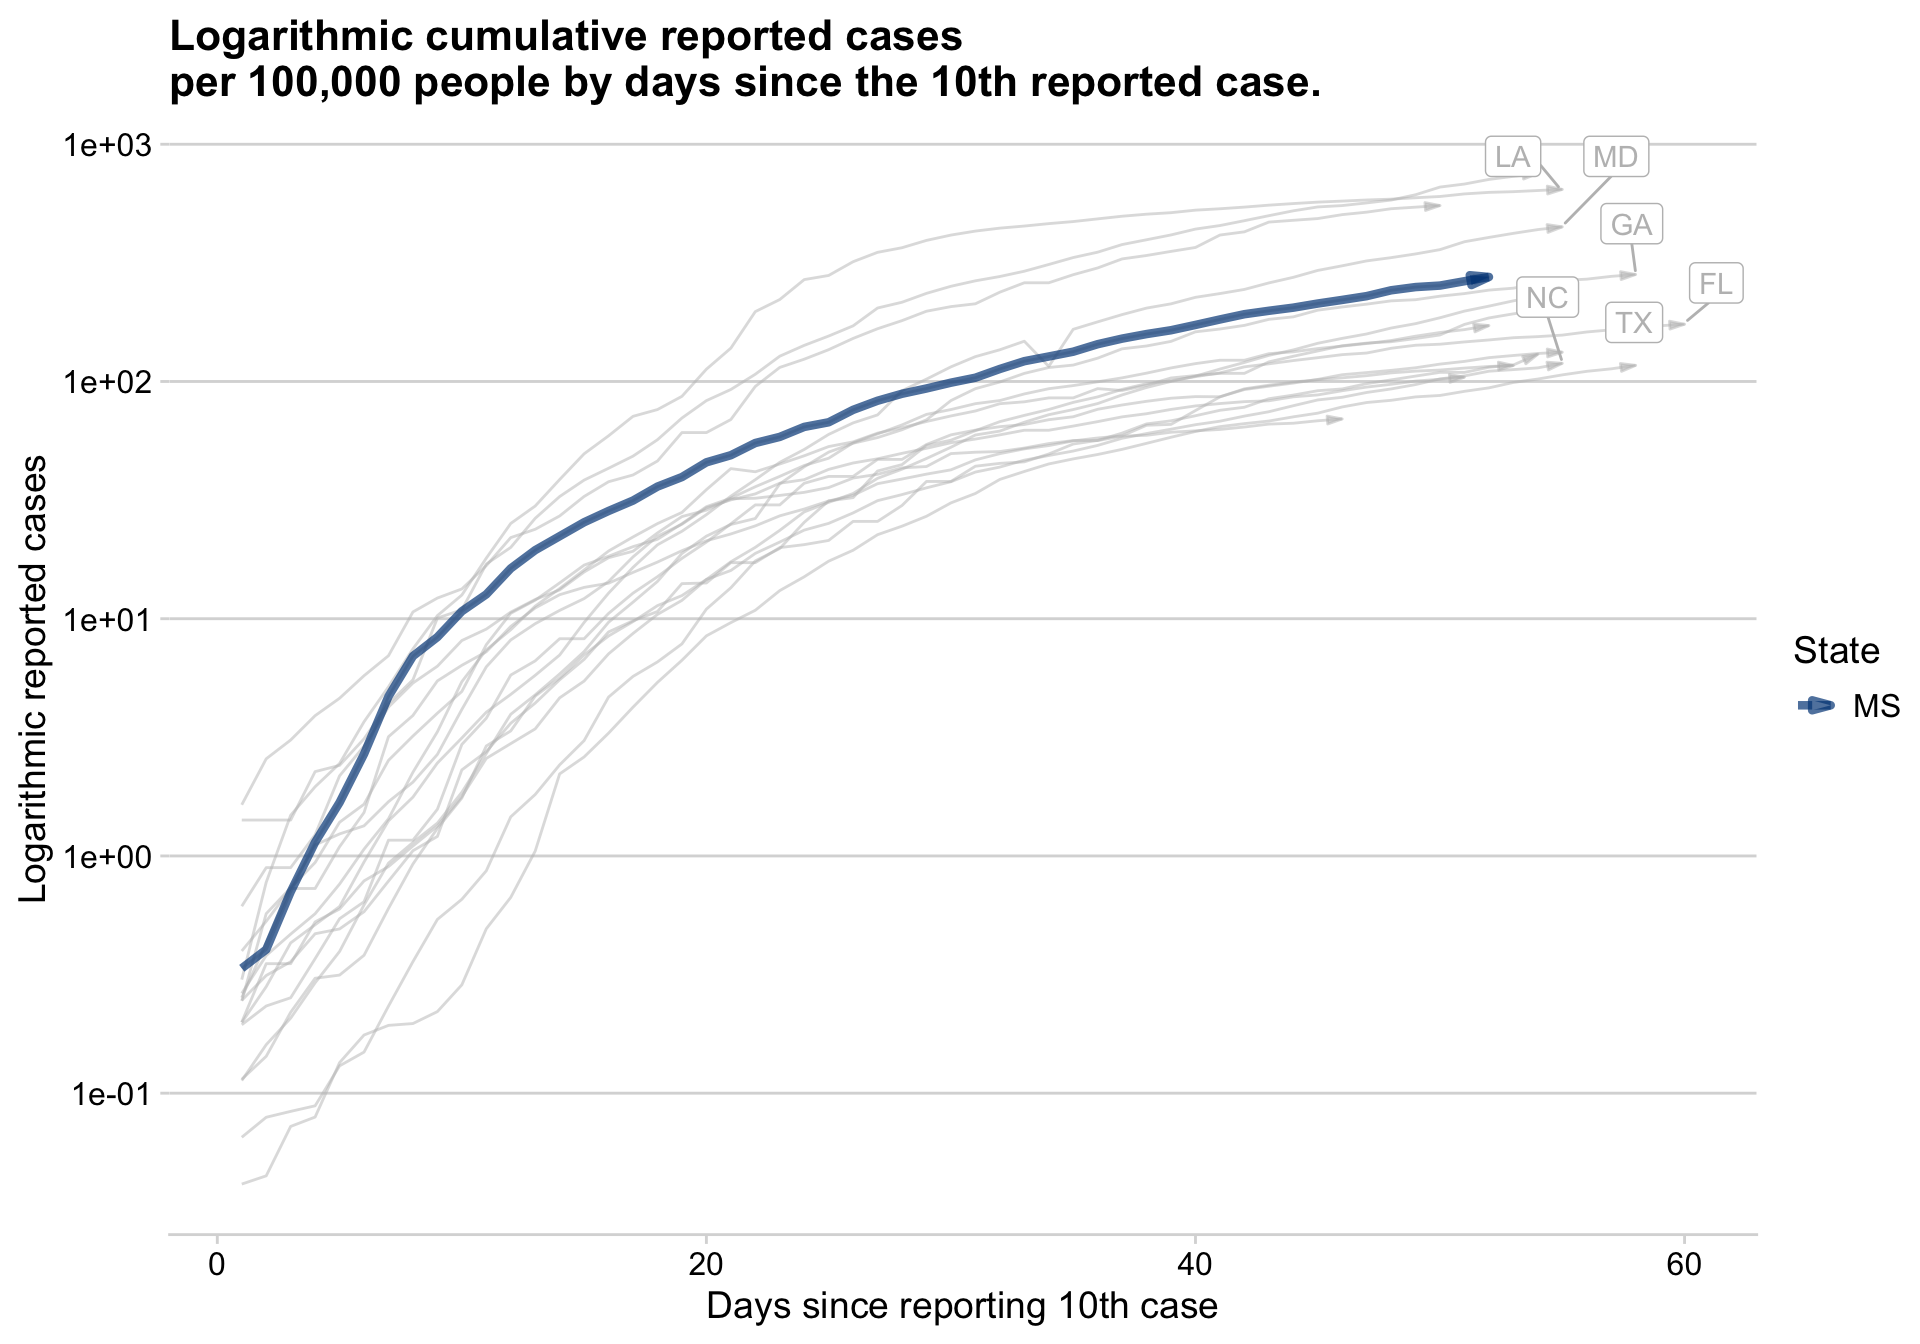 Logarithmic cumulative reported cases
per 100,000 people by days since the 10th reported case.
1e+03
1e+02
1e+01
1e+00
1e-01
Logarithmic reported cases
LA
MD
GA
FL
NC
TX
State
MS
0
20
40
60
Days since reporting 10th case